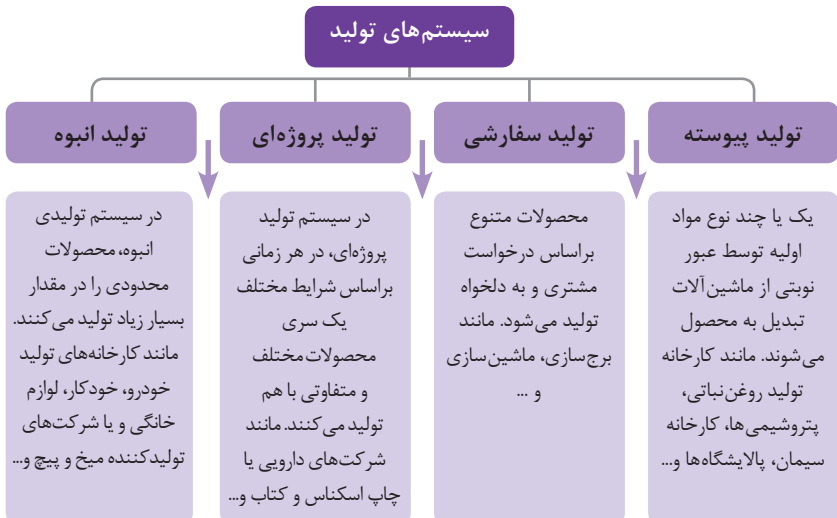 سیستم‌های تولید
تولید پیوسته
یک یا چند نوع مواد
اولیه توسط عبور
نوبتی از ماشین‌آلات
تبدیل به محصول
می‌شوند. مانند کارخانه
تولید روغن‌نباتی،
پتروشیمی‌ها، کارخانه
سیمان، پالایشگاه‌ها و...
تولید سفارشی
محصولات متنوع
براساس درخواست
مشتری و به دلخواه
تولید می‌شود. مانند
برج‌سازی، ماشین‌سازی
و ...
تولید پروژه‌ای
در سیستم تولید
پروژه‌ای، در هر زمانی
براساس شرایط مختلف
یک سری
محصولات مختلف
و متفاوتی با هم
تولید می‌کنند. مانند
شرکت‌های دارویی یا
چاپ اسکناس و کتاب و...
تولید انبوه
در سیستم تولیدی
انبوه، محصولات
محدودی را در مقدار
بسیار زیاد تولید می‌کنند.
مانند کارخانه‌های تولید
خودرو، خودکار، لوازم
خانگی و یا شرکت‌های
تولیدکننده میخ و پیچ و...